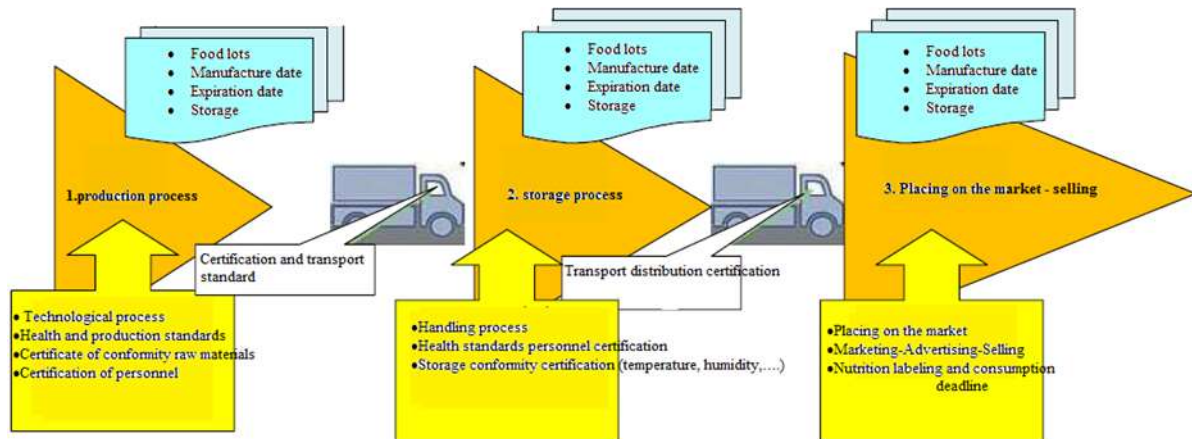 • Food lots
• Manufacture date
• Expiration date
• Storage
• Food lots
• Manufacture date
• Expiration date
• Storage
• Food lots
• Manufacture date
• Expiration date
• Storage
1.production process
2. storage process
3. Placing on the market - selling
Certification and transport
standard
Transport distribution certification
• Technological process
•Health and production standards
•Certificate of conformity raw materials
•Certification of personnel
•Handling process
•Health standards personnel certification
•Storage conformity certification (temperature, humidity,....)
•Placing on the market
•Marketing-Advertising-Selling
•Nutrition labeling and consumption
deadline